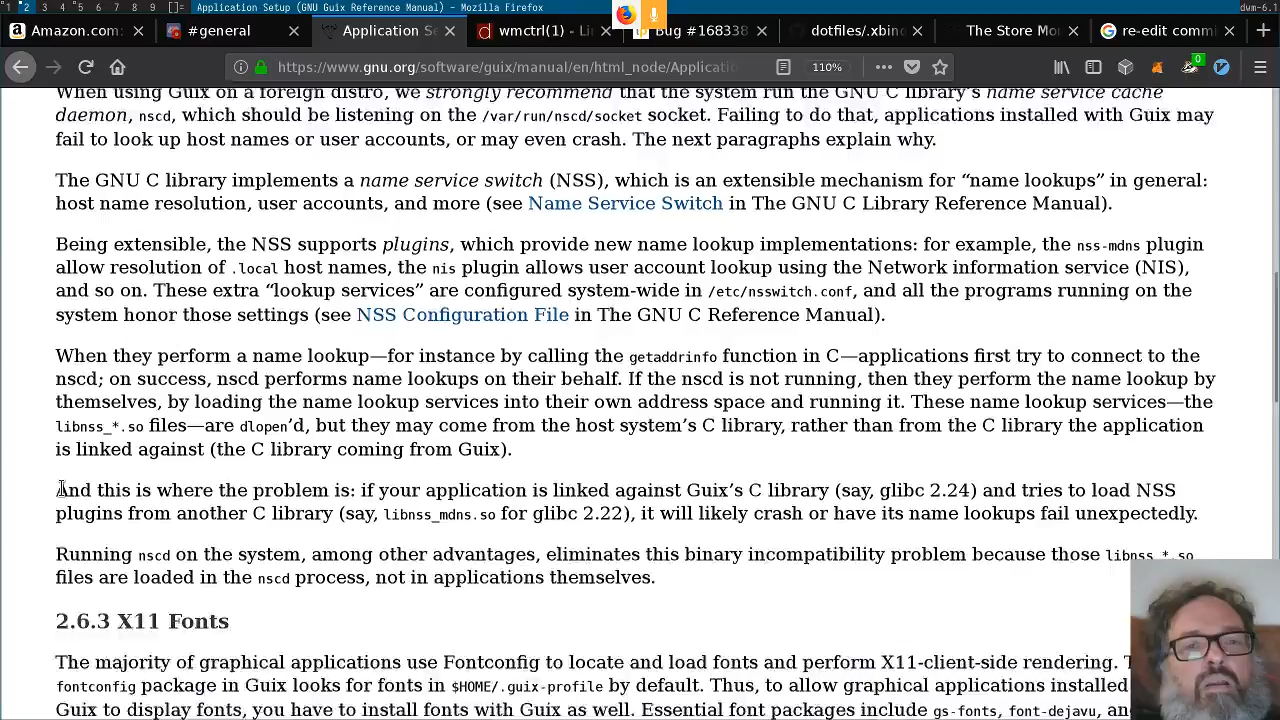 1 2 3 4 5 6 7 8 9 []= Application Setup (GNU Guix Reference Manual) - Mozilla Firefox dwm-6.1
Amazon.com: #general Application Se wmctrl(1) - Li Bug #168338 dotfiles/.xbin The Store Mo re-edit commi
https://www.gnu.org/software/guix/manual/en/html_node/Applicatio 110% 0
When using Guix on a foreign distro, we strongly recommend that the system run the GNU C library’s name service cache
daemon, nscd, which should be listening on the /var/run/nscd/socket socket. Failing to do that, applications installed with Guix may
fail to look up host names or user accounts, or may even crash. The next paragraphs explain why.
The GNU C library implements a name service switch (NSS), which is an extensible mechanism for “name lookups” in general:
host name resolution, user accounts, and more (see Name Service Switch in The GNU C Library Reference Manual).
Being extensible, the NSS supports plugins, which provide new name lookup implementations: for example, the nss-mdns plugin
allow resolution of .local host names, the nis plugin allows user account lookup using the Network information service (NIS),
and so on. These extra “lookup services” are configured system-wide in /etc/nsswitch.conf, and all the programs running on the
system honor those settings (see NSS Configuration File in The GNU C Reference Manual).
When they perform a name lookup—for instance by calling the getaddrinfo function in C—applications first try to connect to the
nscd; on success, nscd performs name lookups on their behalf. If the nscd is not running, then they perform the name lookup by
themselves, by loading the name lookup services into their own address space and running it. These name lookup services—the
libnss_*.so files—are dlopen’d, but they may come from the host system’s C library, rather than from the C library the application
is linked against (the C library coming from Guix).
And this is where the problem is: if your application is linked against Guix’s C library (say, glibc 2.24) and tries to load NSS
plugins from another C library (say, libnss_mdns.so for glibc 2.22), it will likely crash or have its name lookups fail unexpectedly.
Running nscd on the system, among other advantages, eliminates this binary incompatibility problem because those libnss_*.so
files are loaded in the nscd process, not in applications themselves.
2.6.3 X11 Fonts
The majority of graphical applications use Fontconfig to locate and load fonts and perform X11-client-side rendering.
fontconfig package in Guix looks for fonts in $HOME/.guix-profile by default. Thus, to allow graphical applications installed
Guix to display fonts, you have to install fonts with Guix as well. Essential font packages include gs-fonts, font-dejavu, and